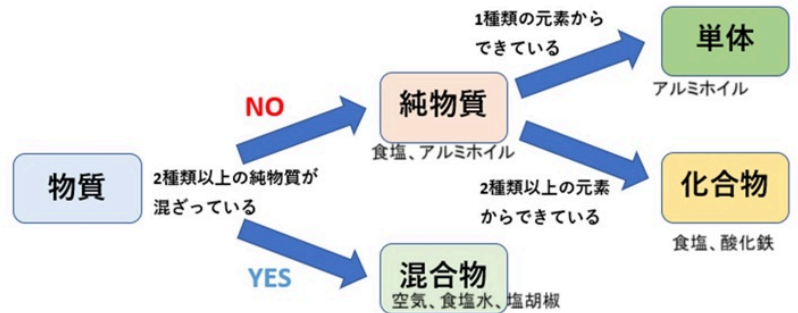 物質
2種類以上の純物質が
混ざっている
NO
YES
純物質
食塩、アルミホイル
混合物
空気、食塩水、塩胡椒
1種類の元素から
できている
2種類以上の元素
からできている
単体
アルミホイル
化合物
食塩、酸化鉄